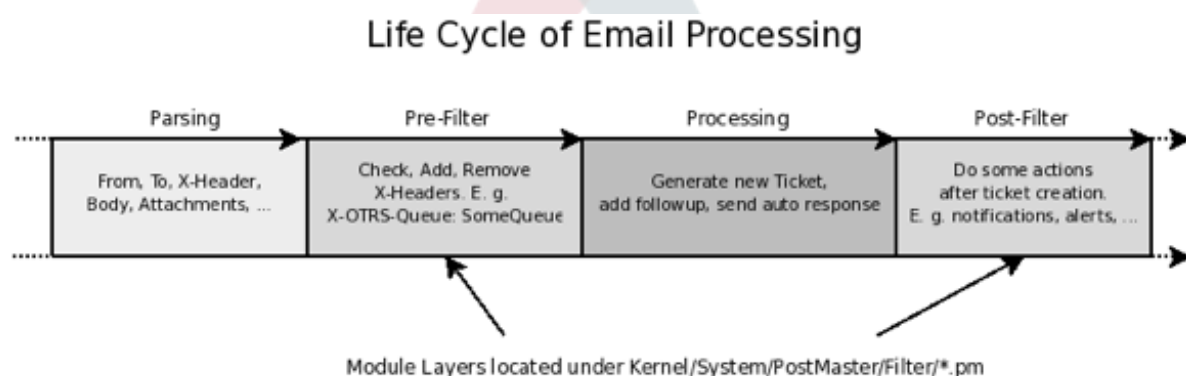 Life Cycle of Email Processing
Parsing
Pre-Filter
Processing
Post-Filter
From, To, X-Header,
Body, Attachments, ...
Check, Add, Remove
X-Headers. E. g.
X-OTRS-Queue: SomeQueue
Generate new Ticket,
add followup, send auto response
Do some actions
after ticket creation.
E. g. notifications, alerts, ...
Module Layers located under Kernel/System/PostMaster/Filter/*.pm